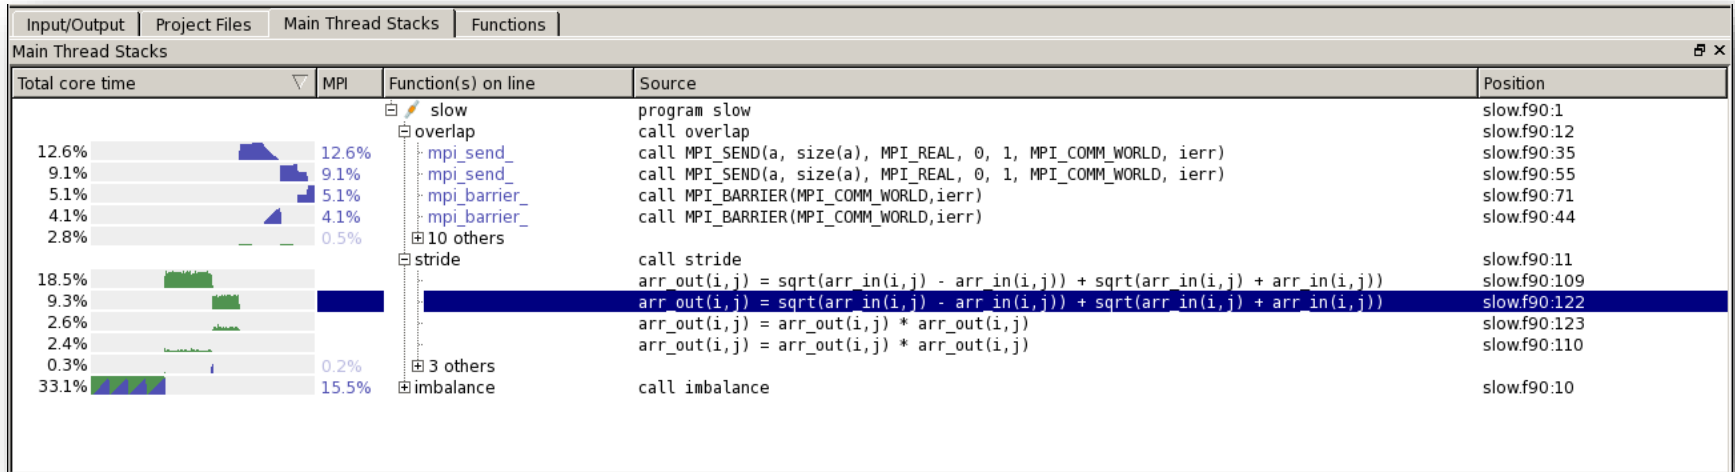 Input/Output Project Files Main Thread Stacks Functions
Main Thread Stacks
Total core time MPI Function(s) on line Source Position
slow program slow slow.f90:1
overlap call overlap slow.f90:12
12.6% 12.6% mpi_send_ call MPI_SEND(a, size(a), MPI_REAL, 0, 1, MPI_COMM_WORLD, ierr) slow.f90:35
9.1% 9.1% mpi_send_ call MPI_SEND(a, size(a), MPI_REAL, 0, 1, MPI_COMM_WORLD, ierr) slow.f90:55
5.1% 5.1% mpi_barrier_ call MPI_BARRIER(MPI_COMM_WORLD,ierr) slow.f90:71
4.1% 4.1% mpi_barrier_ call MPI_BARRIER(MPI_COMM_WORLD,ierr) slow.f90:44
2.8% 0.5% 10 others
stride call stride slow.f90:11
18.5% arr_out(i,j) = sqrt(arr_in(i,j) - arr_in(i,j)) + sqrt(arr_in(i,j) + arr_in(i,j)) slow.f90:109
9.3% arr_out(i,j) = sqrt(arr_in(i,j) - arr_in(i,j)) + sqrt(arr_in(i,j) + arr_in(i,j)) slow.f90:122
2.6% arr_out(i,j) = arr_out(i,j) * arr_out(i,j) slow.f90:123
2.4% arr_out(i,j) = arr_out(i,j) * arr_out(i,j) slow.f90:110
0.3% 0.2% 3 others
33.1% 15.5% imbalance call imbalance slow.f90:10